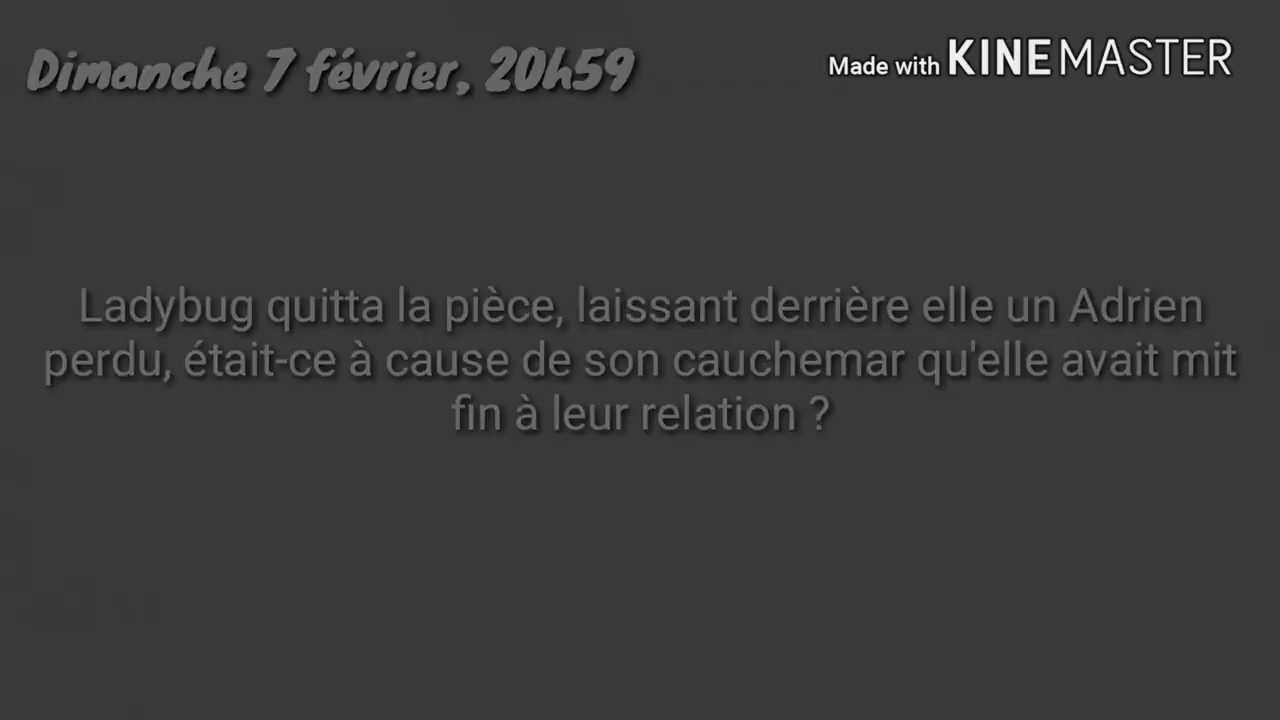 Dimanche 7 février, 20h59
Made with KINEMASTER
Ladybug quitta la pièce, laissant derrière elle un Adrien
perdu, était-ce à cause de son cauchemar qu'elle avait mit
fin à leur relation ?